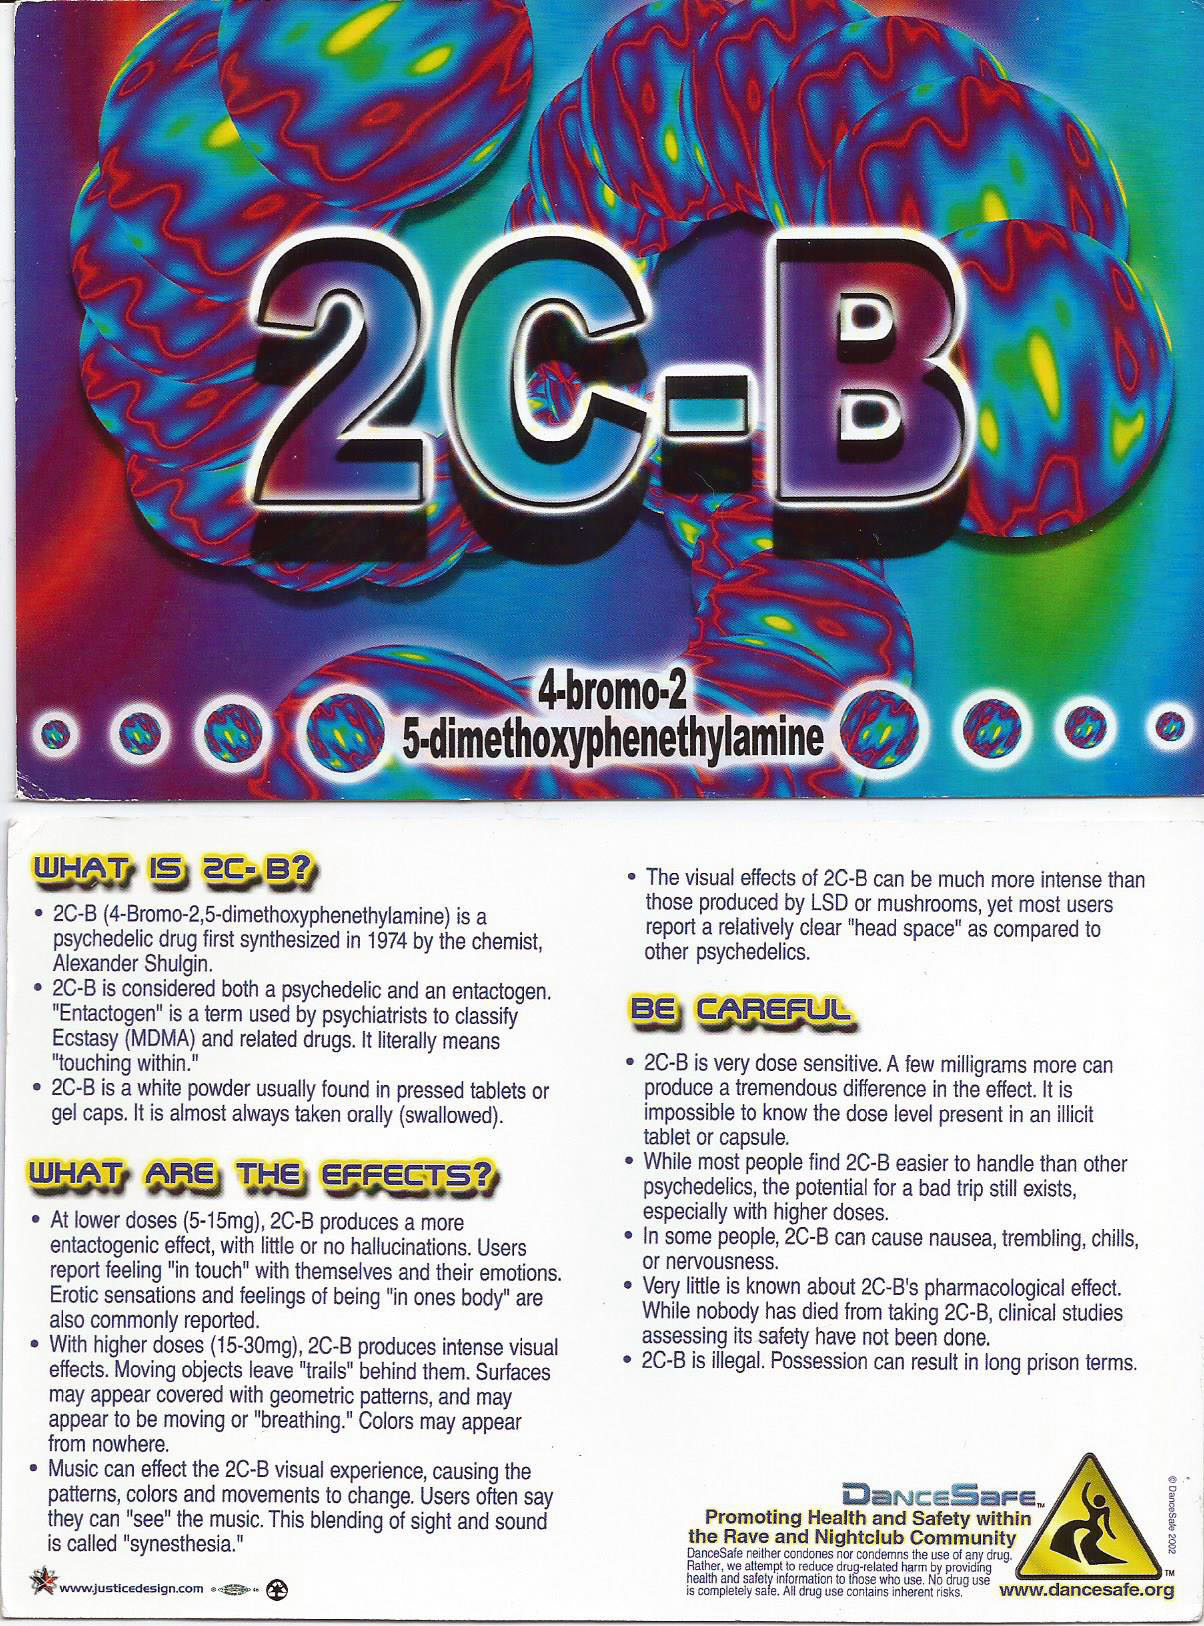 2C-B
4-bromo-2
5-dimethoxyphenethylamine
WHAT IS 2C-B?
• 2C-B (4-Bromo-2,5-dimethoxyphenethylamine) is a
psychedelic drug first synthesized in 1974 by the chemist,
Alexander Shulgin.
• 2C-B is considered both a psychedelic and an entactogen.
"Entactogen" is a term used by psychiatrists to classify
Ecstasy (MDMA) and related drugs. It literally means
"touching within."
• 2C-B is a white powder usually found in pressed tablets or
gel caps. It is almost always taken orally (swallowed).
WHAT ARE THE EFFECTS?
• At lower doses (5-15mg), 2C-B produces a more
entactogenic effect, with little or no hallucinations. Users
report feeling "in touch" with themselves and their emotions.
Erotic sensations and feelings of being "in ones body" are
also commonly reported.
• With higher doses (15-30mg), 2C-B produces intense visual
effects. Moving objects leave "trails" behind them. Surfaces
may appear covered with geometric patterns, and may
appear to be moving or "breathing." Colors may appear
from nowhere.
• Music can effect the 2C-B visual experience, causing the
patterns, colors and movements to change. Users often say
they can "see" the music. This blending of sight and sound
is called "synesthesia."
www.justicedesign.com
• The visual effects of 2C-B can be much more intense than
those produced by LSD or mushrooms, yet most users
report a relatively clear "head space" as compared to
other psychedelics.
BE CAREFUL
• 2C-B is very dose sensitive. A few milligrams more can
produce a tremendous difference in the effect. It is
impossible to know the dose level present in an illicit
tablet or capsule.
• While most people find 2C-B easier to handle than other
psychedelics, the potential for a bad trip still exists,
especially with higher doses.
• In some people, 2C-B can cause nausea, trembling, chills,
or nervousness.
• Very little is known about 2C-B's pharmacological effect.
While nobody has died from taking 2C-B, clinical studies
assessing its safety have not been done.
• 2C-B is illegal. Possession can result in long prison terms.
DanceSafe™
Promoting Health and Safety within
the Rave and Nightclub Community
DanceSafe neither condones nor condemns the use of any drug.
Rather, we attempt to reduce drug-related harm by providing
health and safety information to those who use. No drug use
is completely safe. All drug use contains inherent risks.
TM
www.dancesafe.org
© DanceSafe 2002